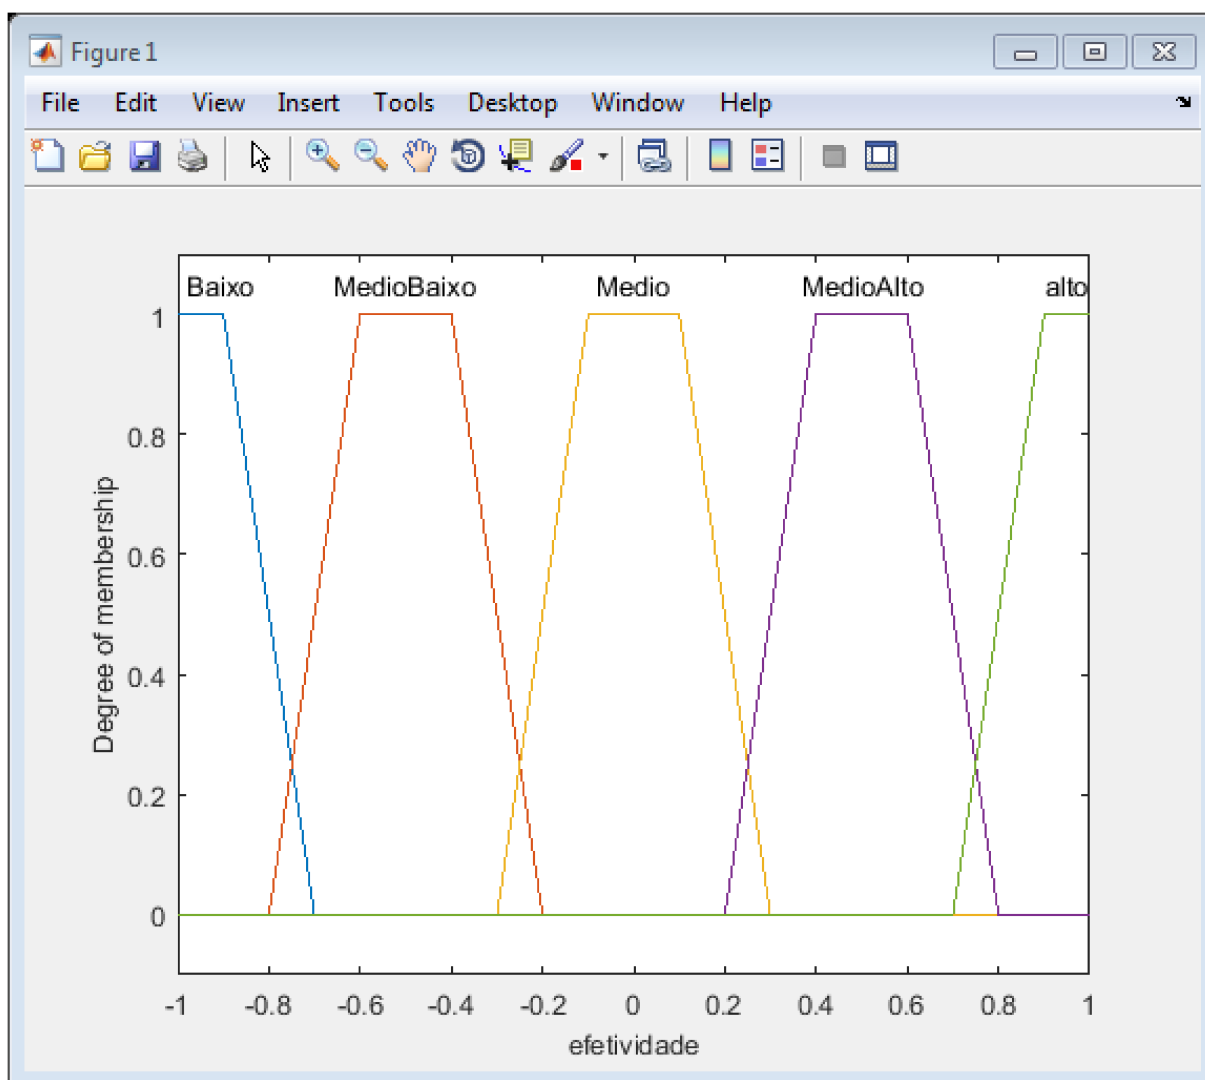 Figure 1
File Edit View Insert Tools Desktop Window Help
Baixo MedioBaixo Medio MedioAlto alto
1
0.8
0.6
0.4
0.2
0
Degree of membership
-1 -0.8 -0.6 -0.4 -0.2 0 0.2 0.4 0.6 0.8 1
efetividade